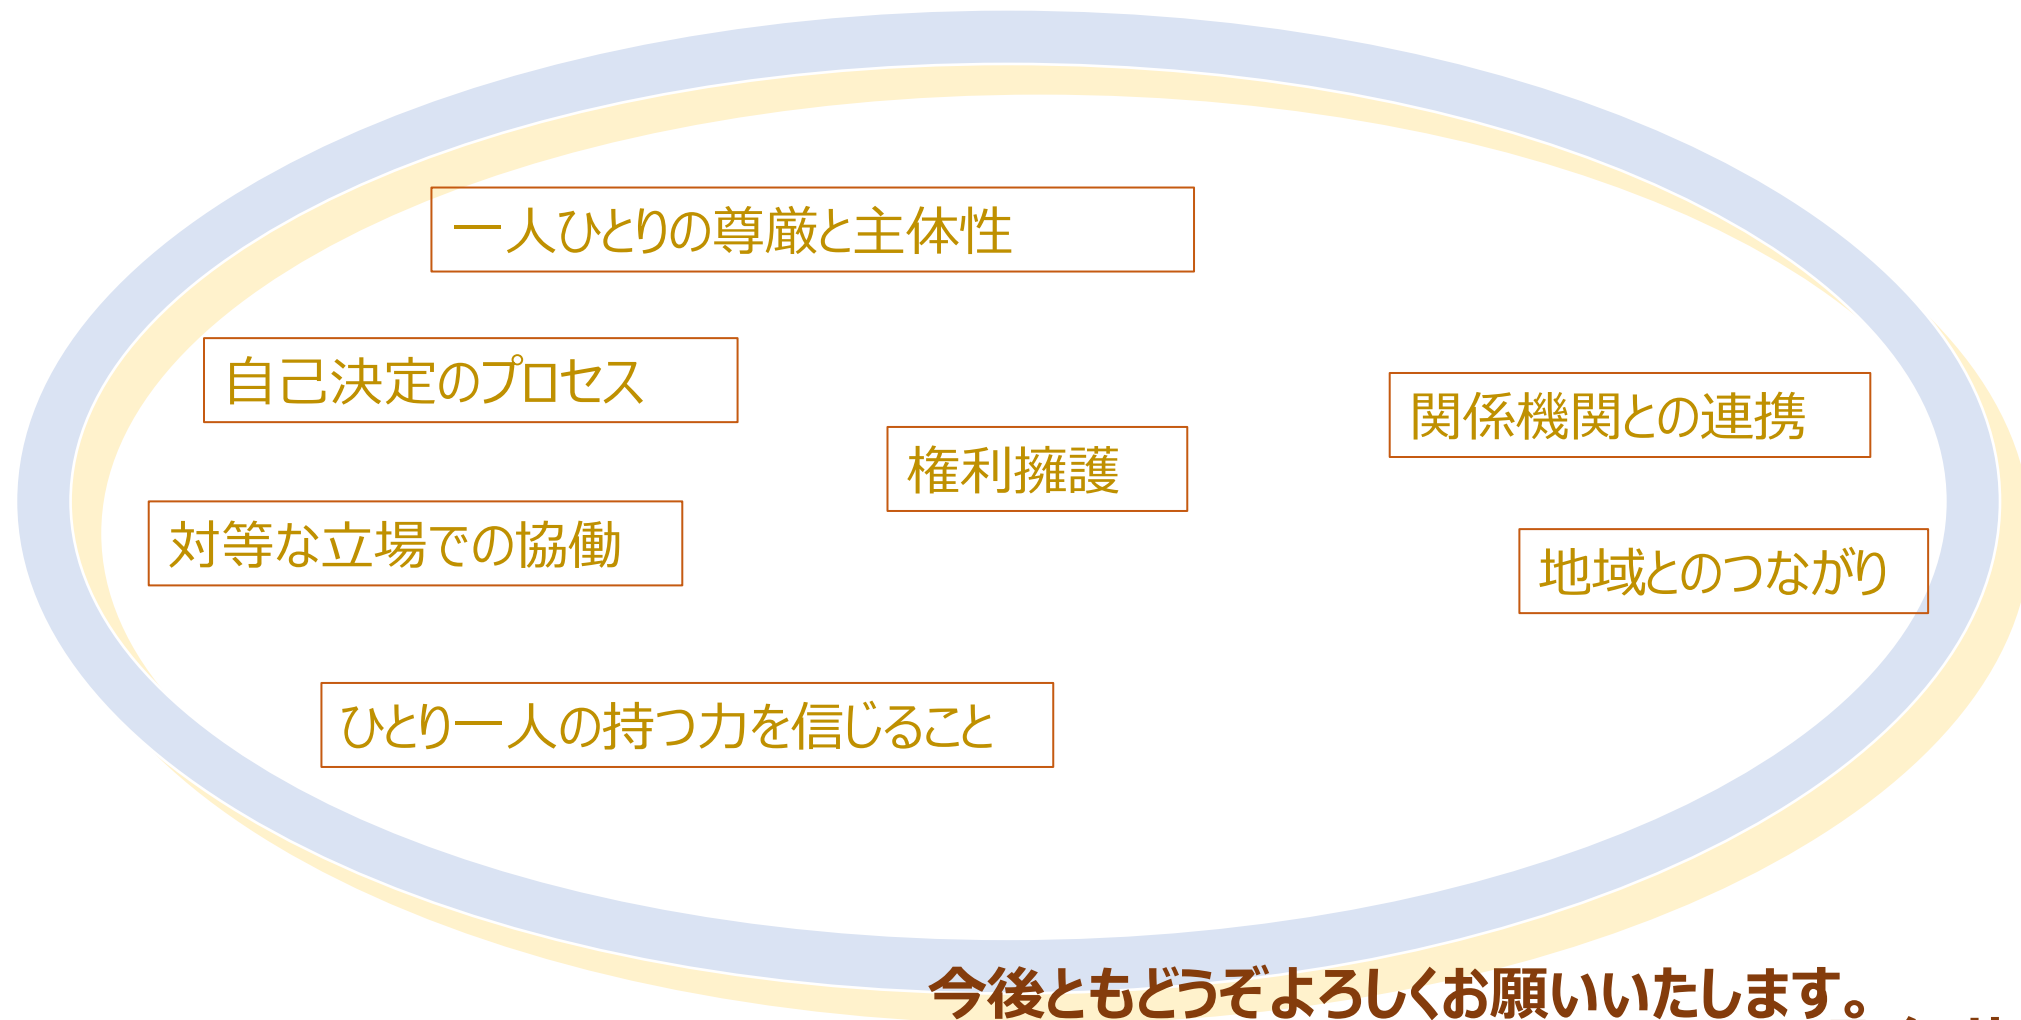 一人ひとりの尊厳と主体性
自己決定のプロセス
関係機関との連携
権利擁護
対等な立場での協働
地域とのつながり
ひとり一人の持つ力を信じること
今後ともどうぞよろしくお願いいたします。